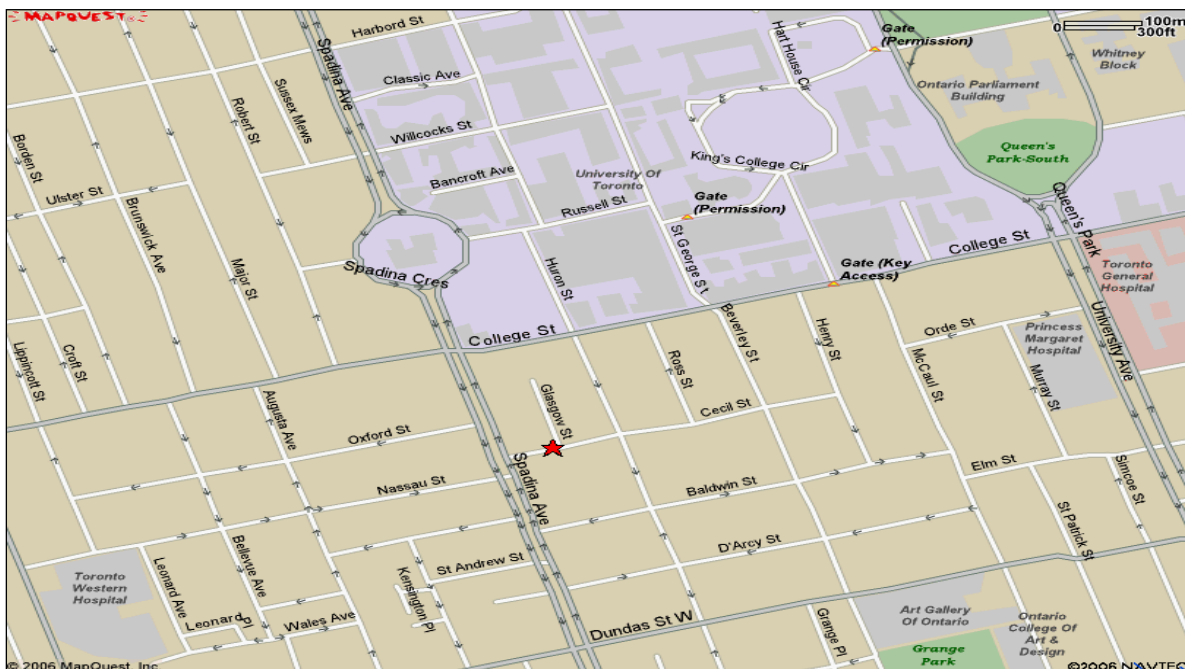 MAPQUEST
Harbord St
Spadina Ave
Classic Ave
Sussex Mews
Robert St
Willcocks St
Hart House Cir
Gate
(Permission)
100m
300ft
0
Whitney
Block
Ontario Parliament
Building
Queen's
Park-South
King's College Cir
Borden St
Ulster St
Brunswick Ave
Major St
Bancroft Ave
University Of
Toronto
Russell St
Gate
(Permission)
St George St
Queen's Park
College St
Gate (Key
Access)
Toronto
General
Hospital
Spadina Cres
Huron St
College St
Beverley St
Henry St
Orde St
McCaul St
Princess
Margaret
Hospital
University Ave
Murray St
Lippincott St
Croft St
Augusta Ave
Oxford St
Glasgow St
Ross St
Cecil St
Spadina Ave
Nassau St
Baldwin St
Elm St
Simcoe St
St Patrick St
D'Arcy St
St Andrew St
Kensington Pl
Bellevue Ave
Leonard Ave
Toronto
Western
Hospital
Leonard Pl
Wales Ave
Dundas St W
Grange Pl
Art Gallery
Of Ontario
Ontario
College Of
Art &
Design
Grange
Park
© 2006 MapQuest, Inc.
©2006 NAVTEQ